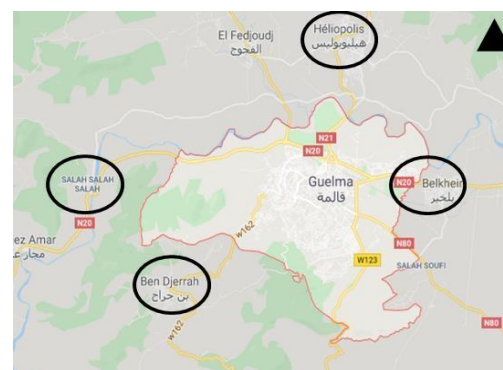 El Fedjoudj
الفجوج
Héliopolis
هيليوبوليس
N21
N20
SALAH SALAH
SALAH
N20
Guelma
قالمة
N20
Belkheir
بلخير
ez Amar
مجاز ع
W162
N80
W123
SALAH SOUFI
Ben Djerrah
بن جراح
W162
N80